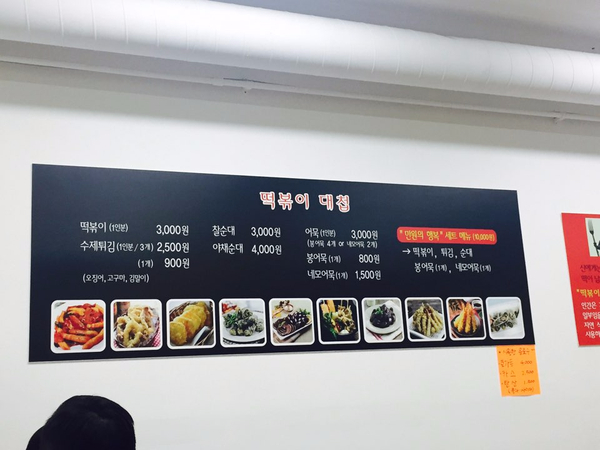 떡볶이 대첩
떡볶이 (1인분) 3,000원
수제튀김 (1인분 / 3개) 2,500원
(1개) 900원
(오징어, 고구마, 김말이)
찰순대 3,000원
야채순대 4,000원
어묵 (1인분) 3,000원
(봉어묵 4개 or 네모어묵 2개)
봉어묵 (1개) 800원
네모어묵 (1개) 1,500원
"만원의 행복" 세트 메뉴 (10,000원)
→ 떡볶이, 튀김, 순대
봉어묵 (1개), 네모어묵 (1개)
"떡볶이